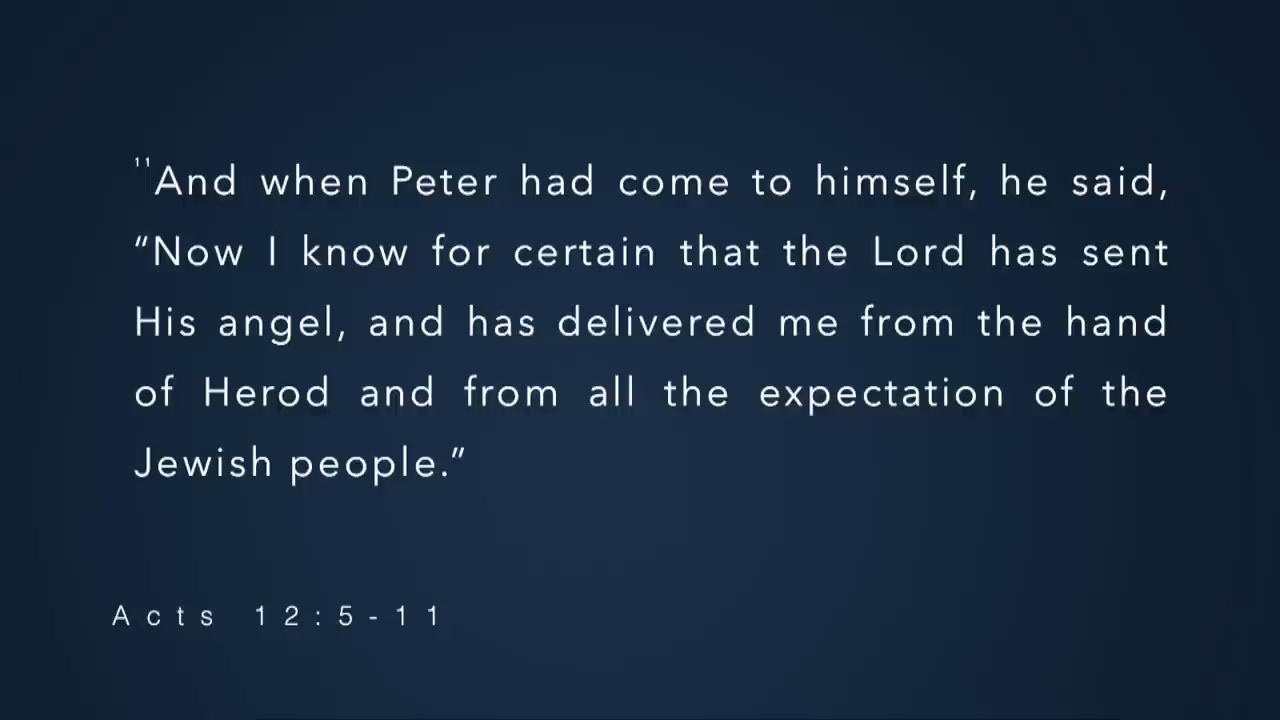 ¹¹And when Peter had come to himself, he said,
“Now I know for certain that the Lord has sent
His angel, and has delivered me from the hand
of Herod and from all the expectation of the
Jewish people.”
Acts 12:5-11